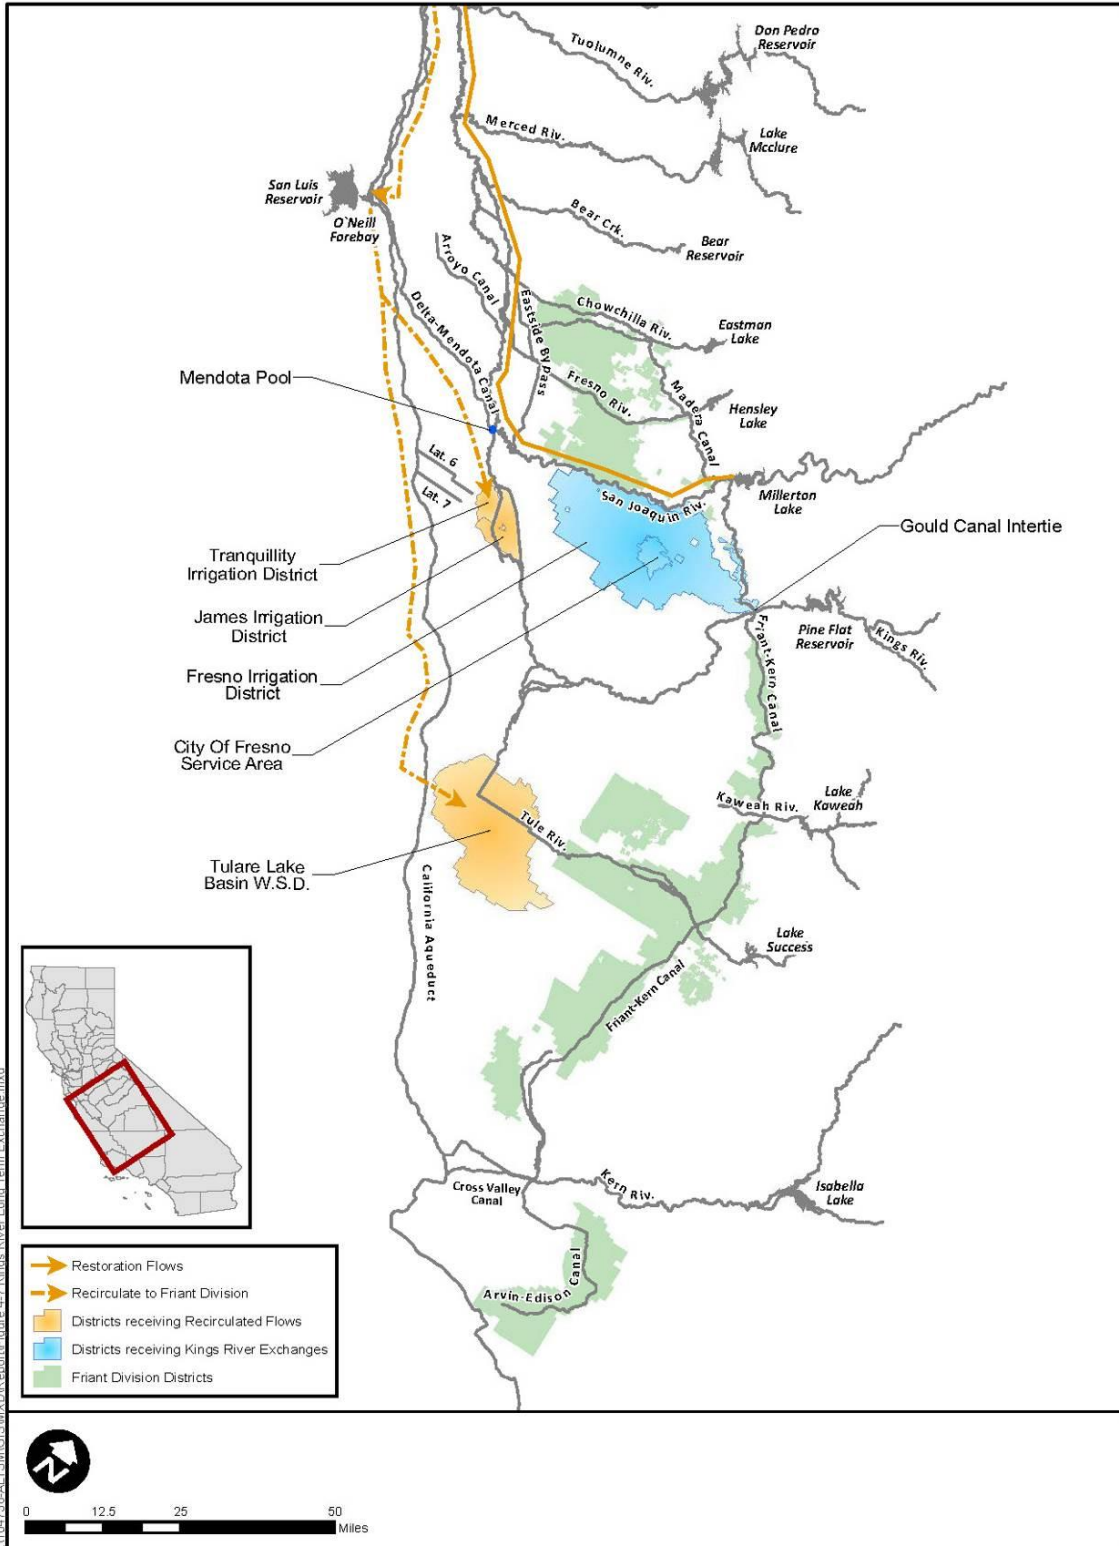 Don Pedro
Reservoir
Tuolumne Riv.
Merced Riv.
Lake
Mcclure
San Luis
Reservoir
O`Neill
Forebay
Bear Crk.
Bear
Reservoir
Arroyo Canal
Delta-Mendota Canal
Eastside Bypass
Chowchilla Riv.
Eastman
Lake
Mendota Pool
Fresno Riv.
Madera Canal
Hensley
Lake
Lat. 6
Lat. 7
San Joaquin Riv.
Millerton
Lake
Gould Canal Intertie
Tranquillity
Irrigation District
James Irrigation
District
Fresno Irrigation
District
City Of Fresno
Service Area
Friant-Kern Canal
Pine Flat
Reservoir
Kings Riv.
Kaweah Riv.
Lake
Kaweah
Tule Riv.
Tulare Lake
Basin W.S.D.
California Aqueduct
Lake
Success
Friant-Kern Canal
Cross Valley
Canal
Kern Riv.
Isabella
Lake
Arvin-Edison Canal
Restoration Flows
Recirculate to Friant Division
Districts receiving Recirculated Flows
Districts receiving Kings River Exchanges
Friant Division Districts
N
0 12.5 25 50
Miles